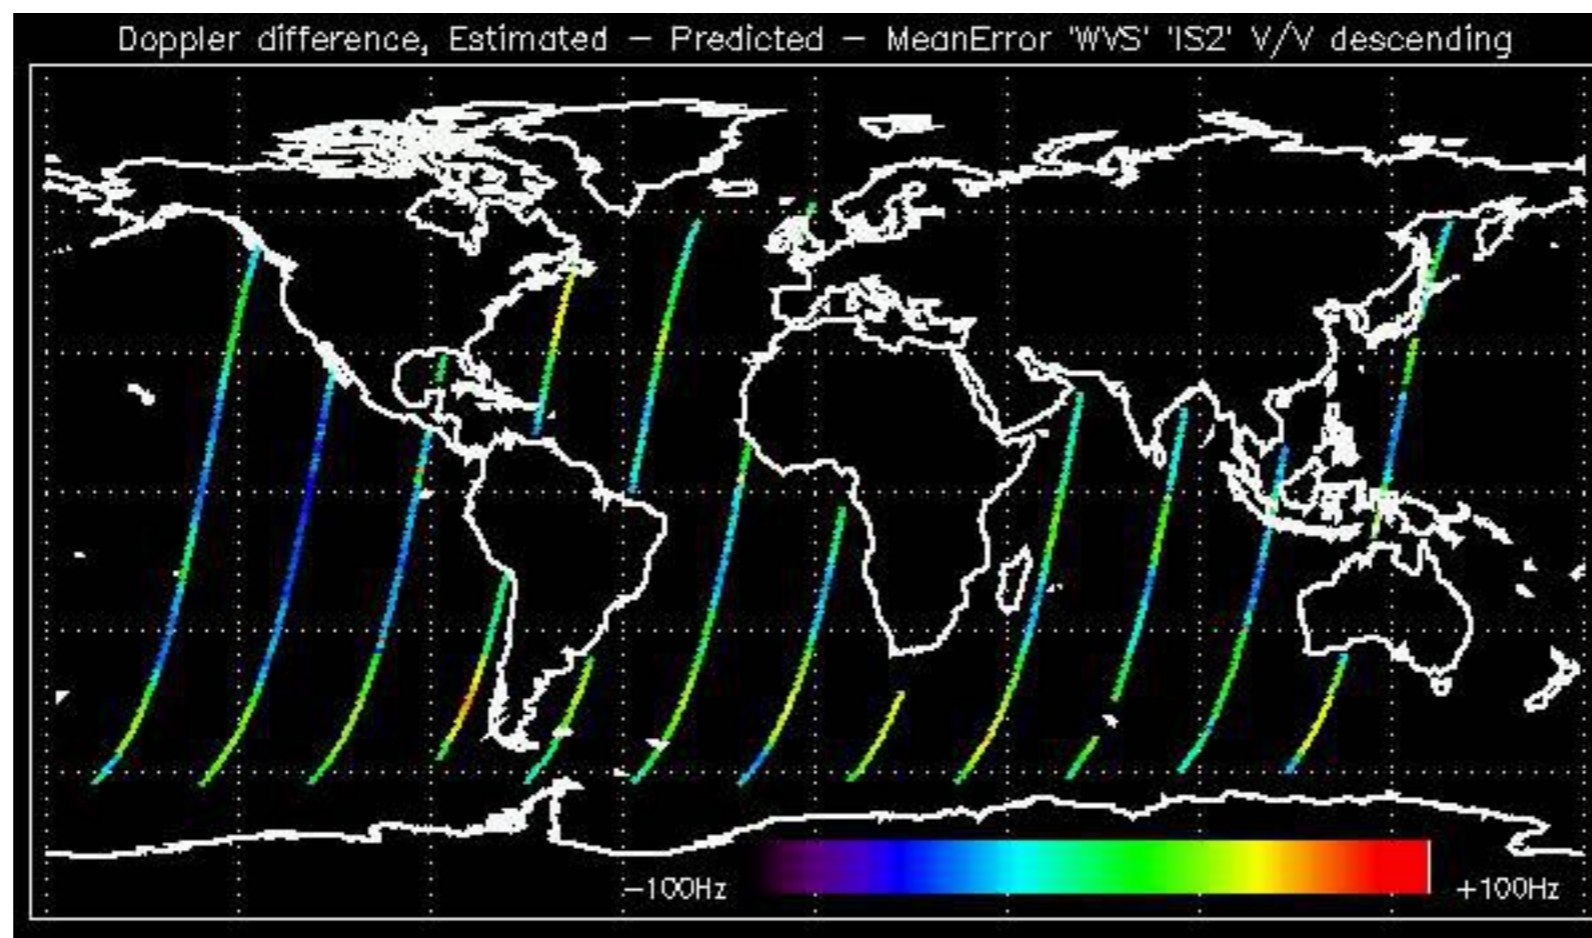 Doppler difference, Estimated – Predicted – MeanError 'WVS' 'IS2' V/V descending
–100Hz
+100Hz